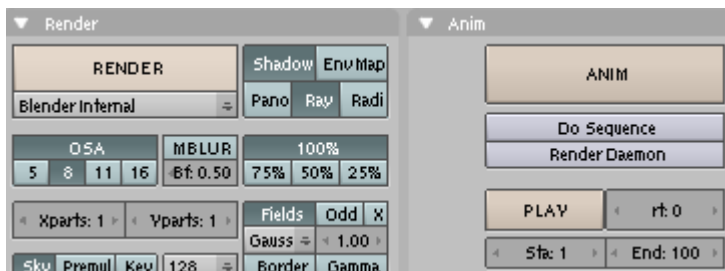 Render
RENDER
Blender Internal
Shadow EnvMap
Pano Ray Radi
OSA
5 8 11 16
MBLUR
Bf: 0.50
100%
75% 50% 25%
Xparts: 1 Yparts: 1
Fields Odd X
Gauss 1.00
Sky Premul Key 128
Border Gamma
Anim
ANIM
Do Sequence
Render Daemon
PLAY rt: 0
Sta: 1 End: 100